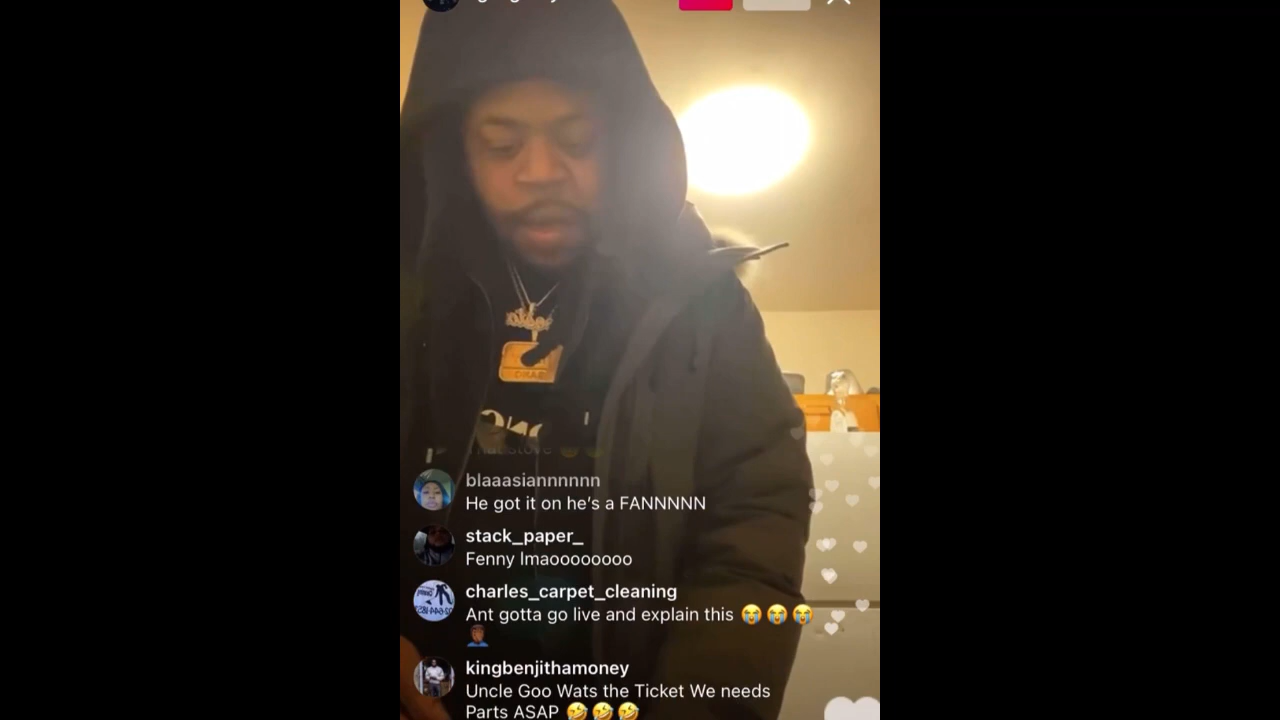 blaaasiannnnnn
He got it on he's a FANNNNN
stack_paper_
Fenny lmaooooooooo
charles_carpet_cleaning
Ant gotta go live and explain this 😭😭😭
🤦🏾‍♂️
kingbenjithamoney
Uncle Goo Wats the Ticket We needs
Parts ASAP 🤣🤣🤣